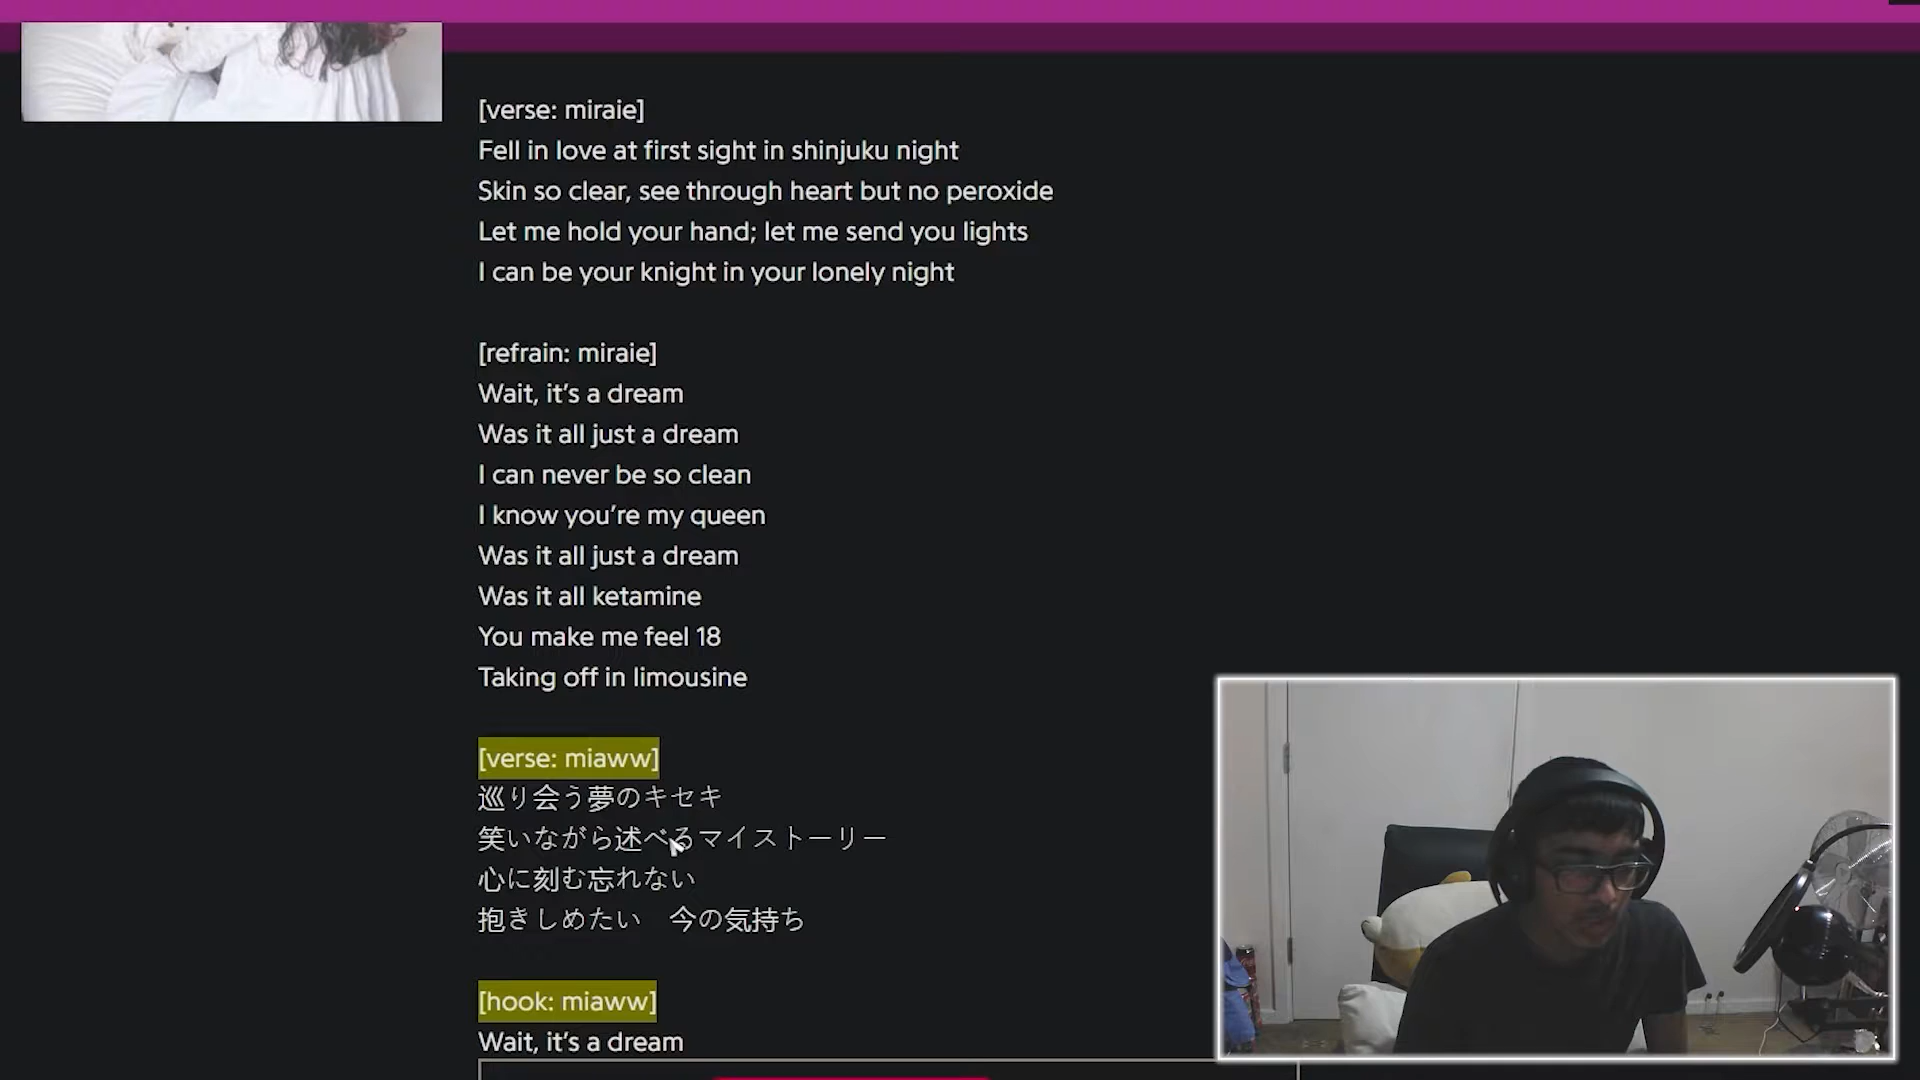 [verse: miraie]
Fell in love at first sight in shinjuku night
Skin so clear, see through heart but no peroxide
Let me hold your hand; let me send you lights
I can be your knight in your lonely night
[refrain: miraie]
Wait, it’s a dream
Was it all just a dream
I can never be so clean
I know you’re my queen
Was it all just a dream
Was it all ketamine
You make me feel 18
Taking off in limousine
[verse: miaww]
巡り会う夢のキセキ
笑いながら述べるマイストーリー
心に刻む忘れない
抱きしめたい　今の気持ち
[hook: miaww]
Wait, it’s a dream